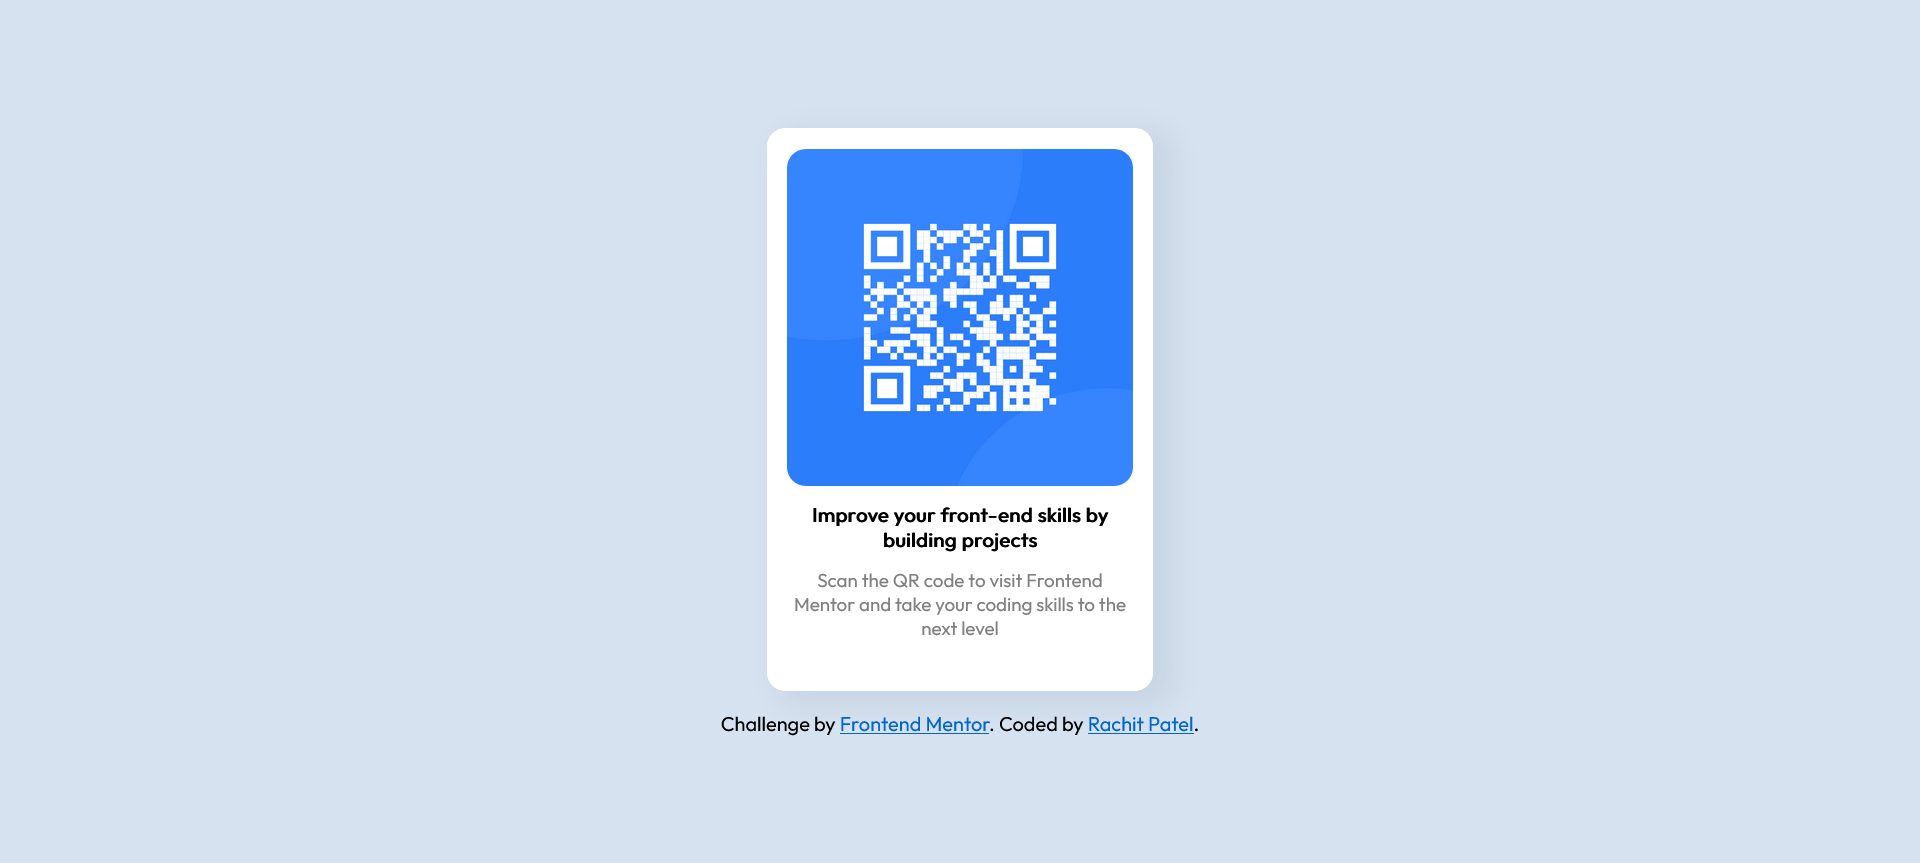 Improve your front-end skills by
building projects
Scan the QR code to visit Frontend
Mentor and take your coding skills to the
next level
Challenge by Frontend Mentor. Coded by Rachit Patel.